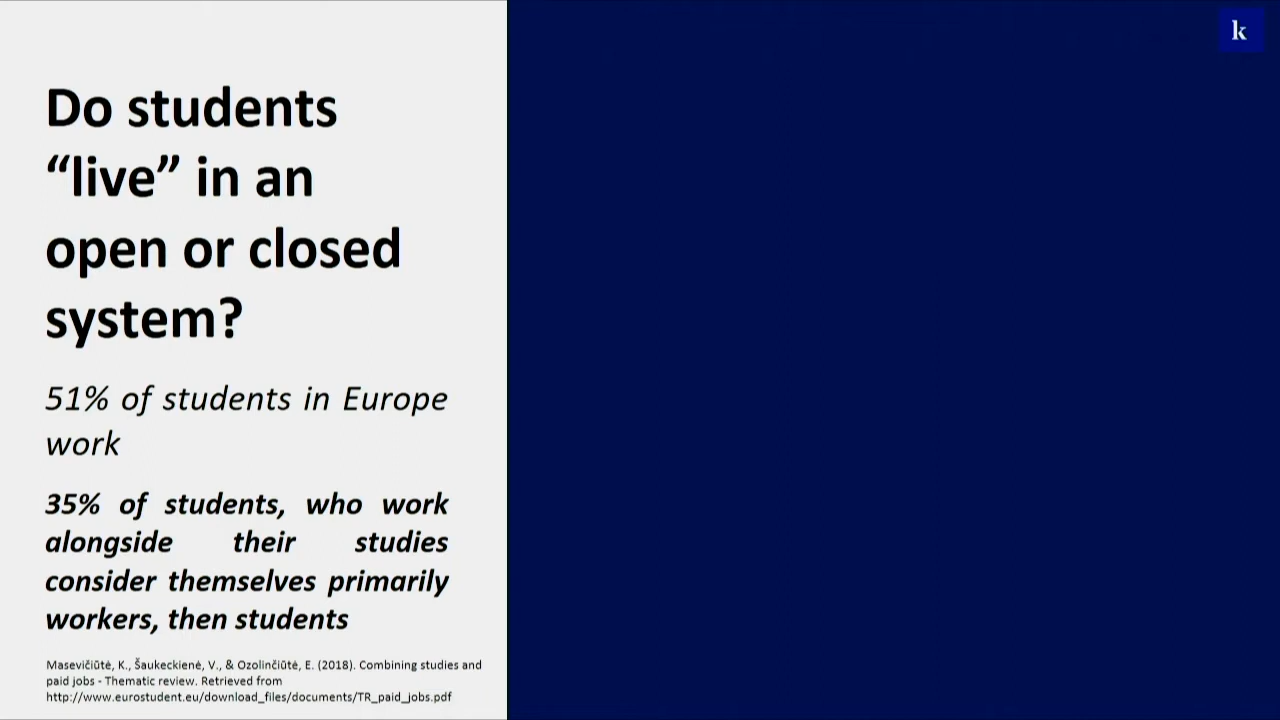 k
Do students
“live” in an
open or closed
system?
51% of students in Europe
work
35% of students, who work
alongside their studies
consider themselves primarily
workers, then students
Masevičiūtė, K., Šaukeckienė, V., & Ozolinčiūtė, E. (2018). Combining studies and
paid jobs - Thematic review. Retrieved from
http://www.eurostudent.eu/download_files/documents/TR_paid_jobs.pdf